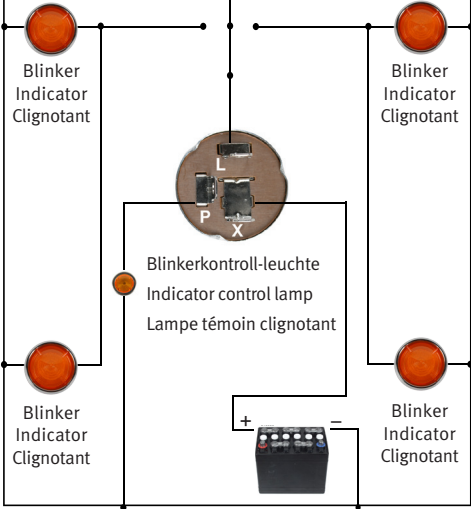 Blinker
Indicator
Clignotant
Blinker
Indicator
Clignotant
L
P
X
Blinkerkontroll-leuchte
Indicator control lamp
Lampe témoin clignotant
+
−
Blinker
Indicator
Clignotant
Blinker
Indicator
Clignotant